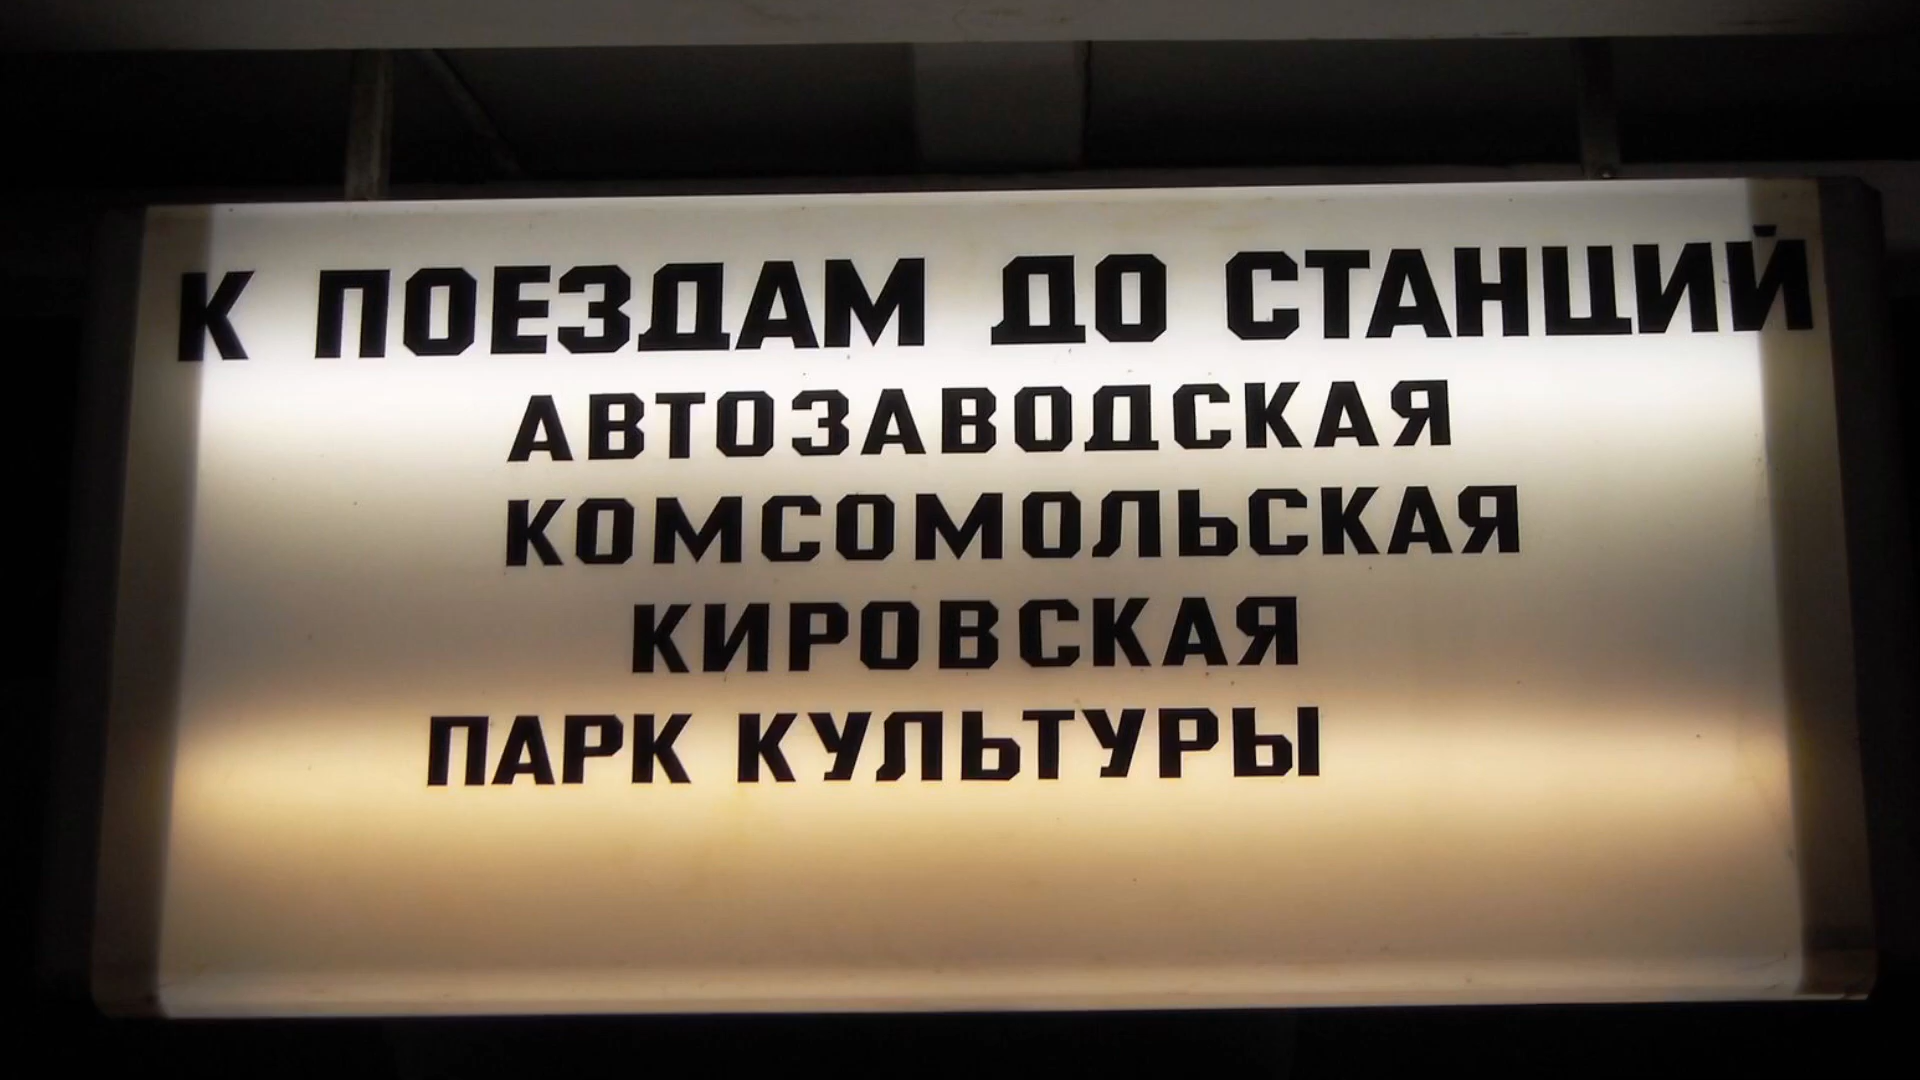 К ПОЕЗДАМ ДО СТАНЦИЙ
АВТОЗАВОДСКАЯ
КОМСОМОЛЬСКАЯ
КИРОВСКАЯ
ПАРК КУЛЬТУРЫ